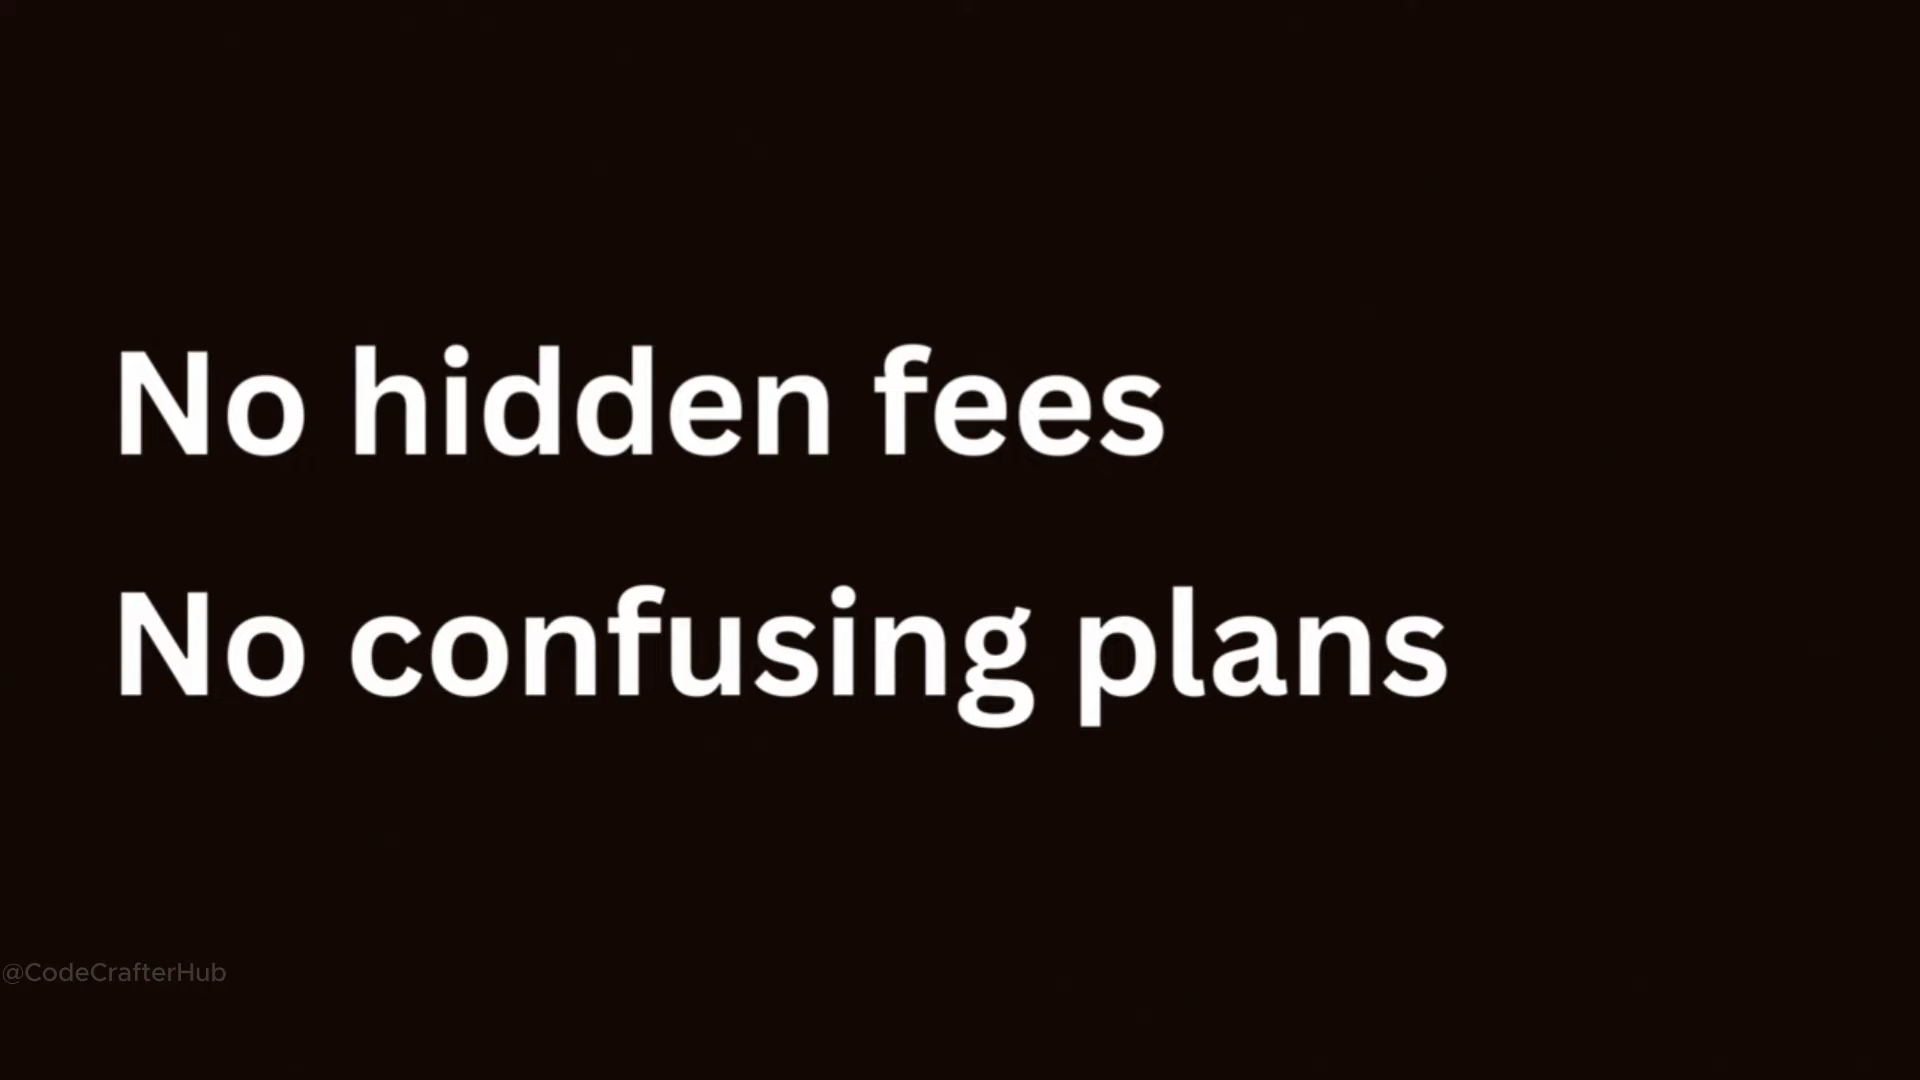 No hidden fees
No confusing plans
@CodeCrafterHub